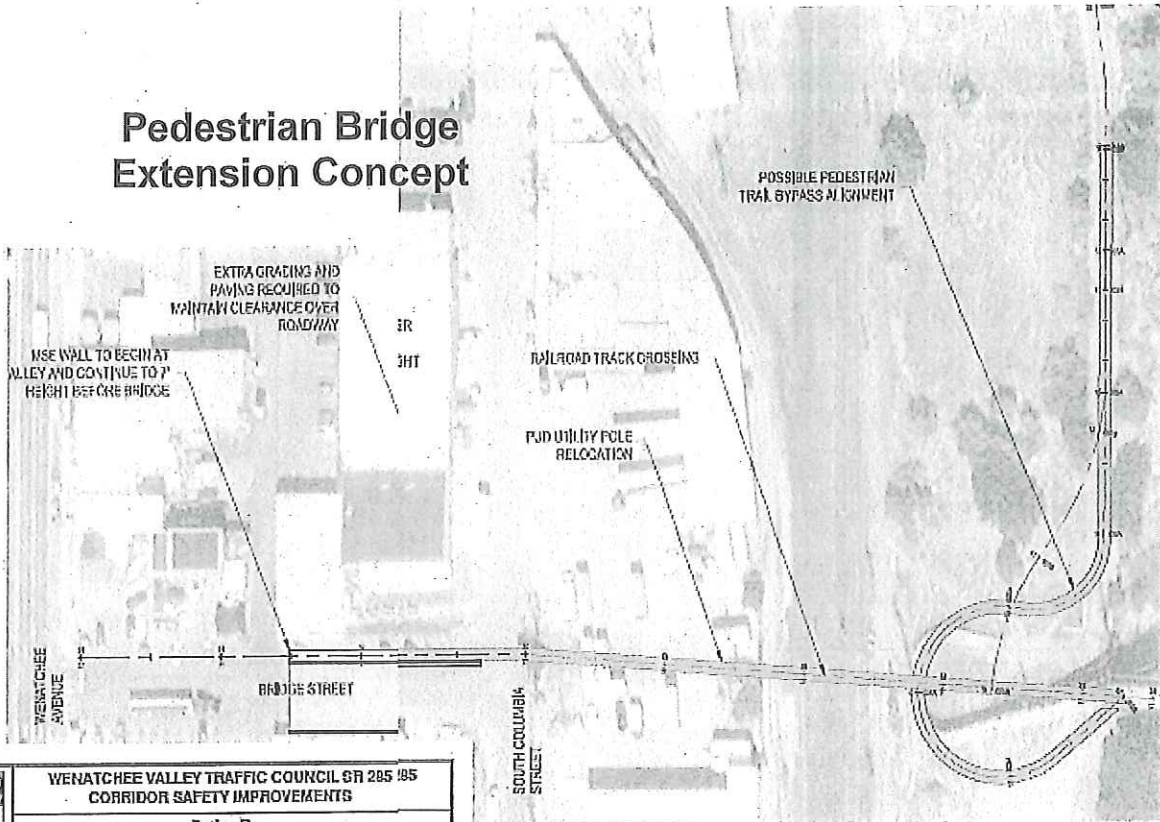 Pedestrian Bridge
Extension Concept
POSSIBLE PEDESTRIAN
TRAIL BYPASS ALIGNMENT
EXTRA GRADING AND
PAVING REQUIRED TO
MAINTAIN CLEARANCE OVER
ROADWAY
MSE WALL TO BEGIN AT
ALLEY AND CONTINUE TO 7'
HEIGHT BEFORE BRIDGE
RAILROAD TRACK CROSSING
PUD UTILITY POLE
RELOCATION
WENATCHEE
AVENUE
BRIDGE STREET
SOUTH COLUMBIA
STREET
WENATCHEE VALLEY TRAFFIC COUNCIL SR 285
CORRIDOR SAFETY IMPROVEMENTS